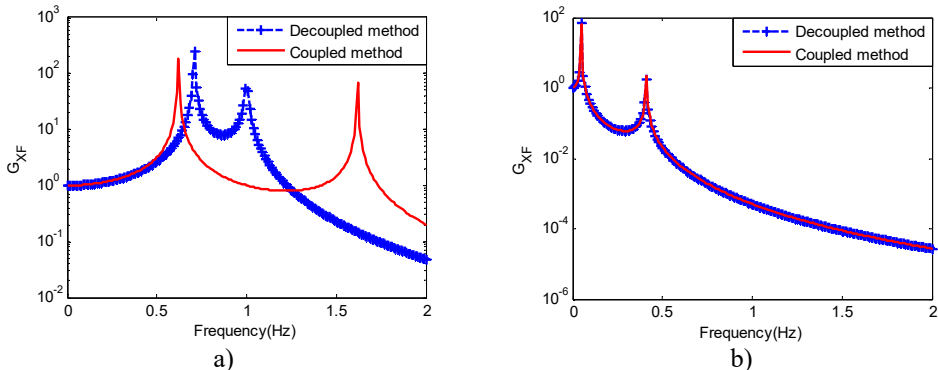 10^3
10^2
10^1
10^0
10^-1
10^-2
G_XF
0 0.5 1 1.5 2
Frequency(Hz)
Decoupled method
Coupled method
a)
10^2
10^0
10^-2
10^-4
10^-6
G_XF
0 0.5 1 1.5 2
Frequency(Hz)
Decoupled method
Coupled method
b)